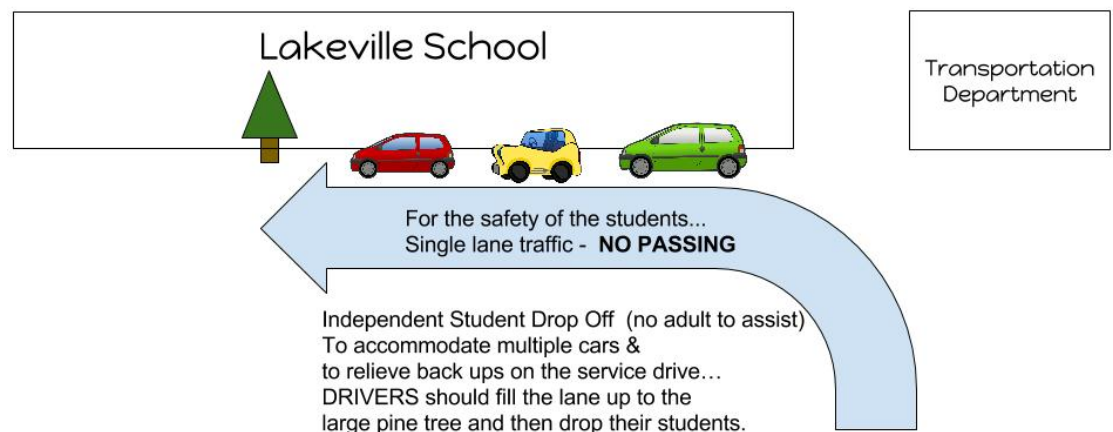 Lakeville School
Transportation
Department
For the safety of the students...
Single lane traffic - NO PASSING
Independent Student Drop Off (no adult to assist)
To accommodate multiple cars &
to relieve back ups on the service drive…
DRIVERS should fill the lane up to the
large pine tree and then drop their students.